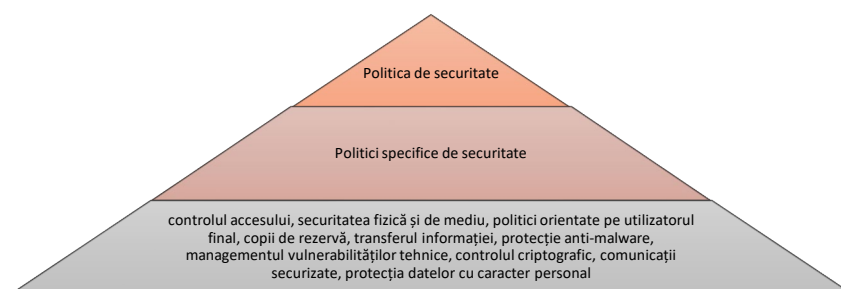 Politica de securitate
Politici specifice de securitate
controlul accesului, securitatea fizică și de mediu, politici orientate pe utilizatorul
final, copii de rezervă, transferul informației, protecție anti-malware,
managementul vulnerabilităților tehnice, controlul criptografic, comunicații
securizate, protecția datelor cu caracter personal